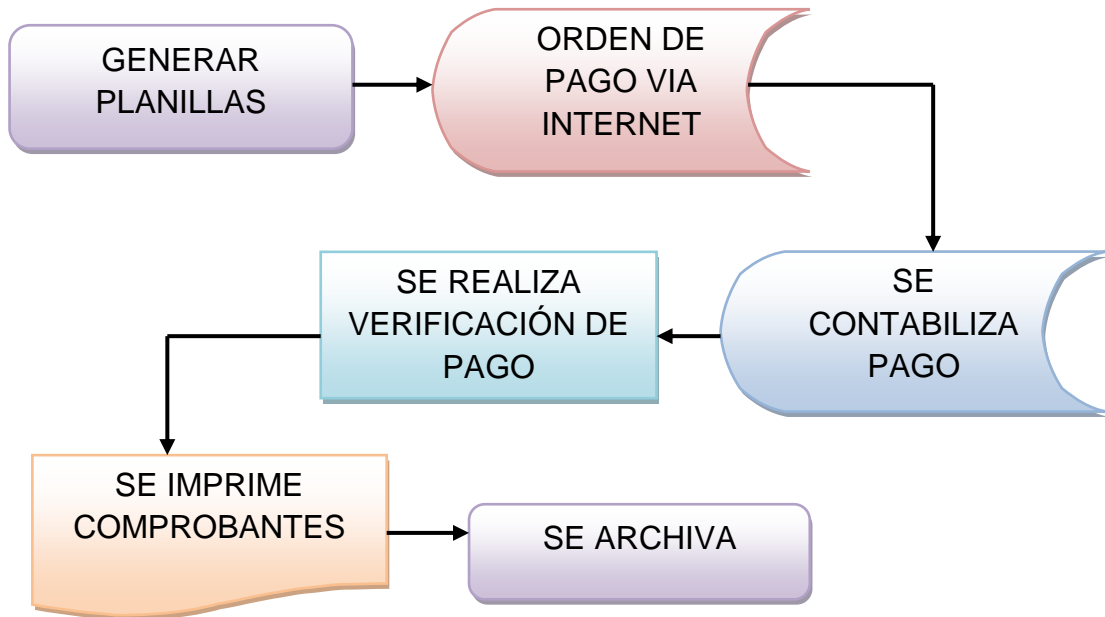 GENERAR
PLANILLAS
ORDEN DE
PAGO VIA
INTERNET
SE
CONTABILIZA
PAGO
SE REALIZA
VERIFICACIÓN DE
PAGO
SE IMPRIME
COMPROBANTES
SE ARCHIVA